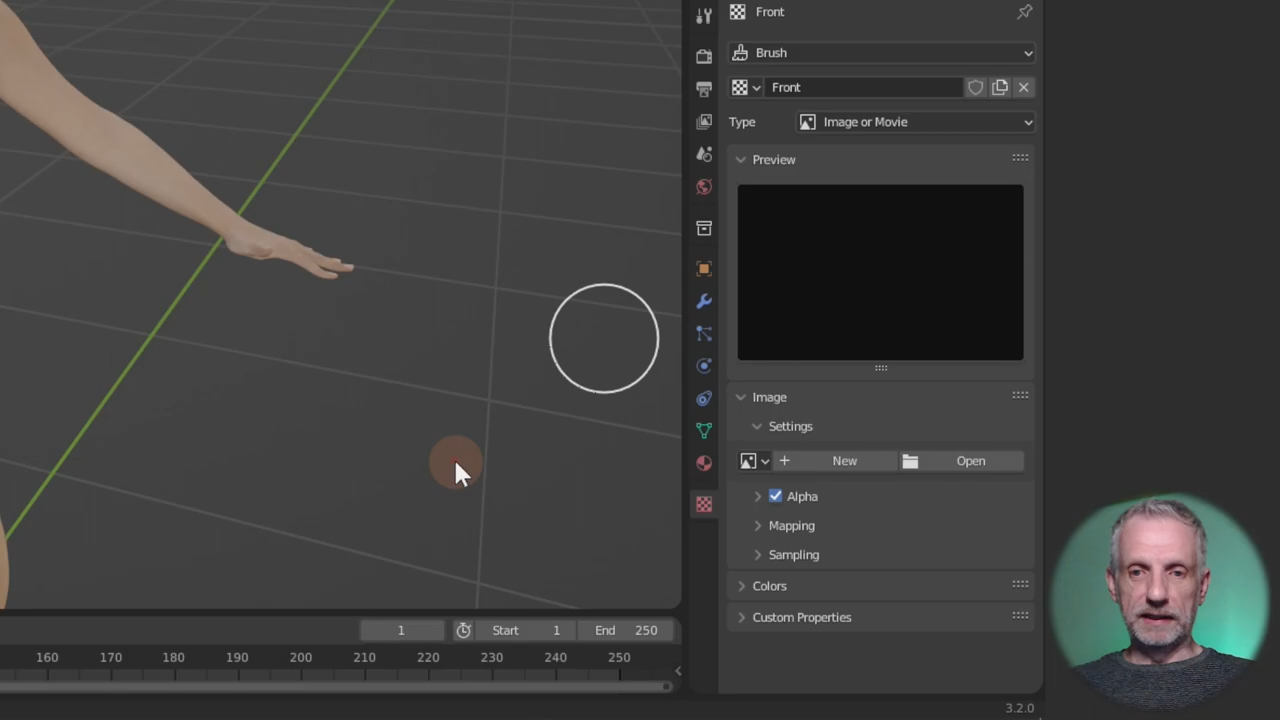 Front
Brush
Front
Type Image or Movie
Preview
Image
Settings
New Open
Alpha
Mapping
Sampling
Colors
Custom Properties
1 Start 1 End 250
160 170 180 190 200 210 220 230 240 250
3.2.0